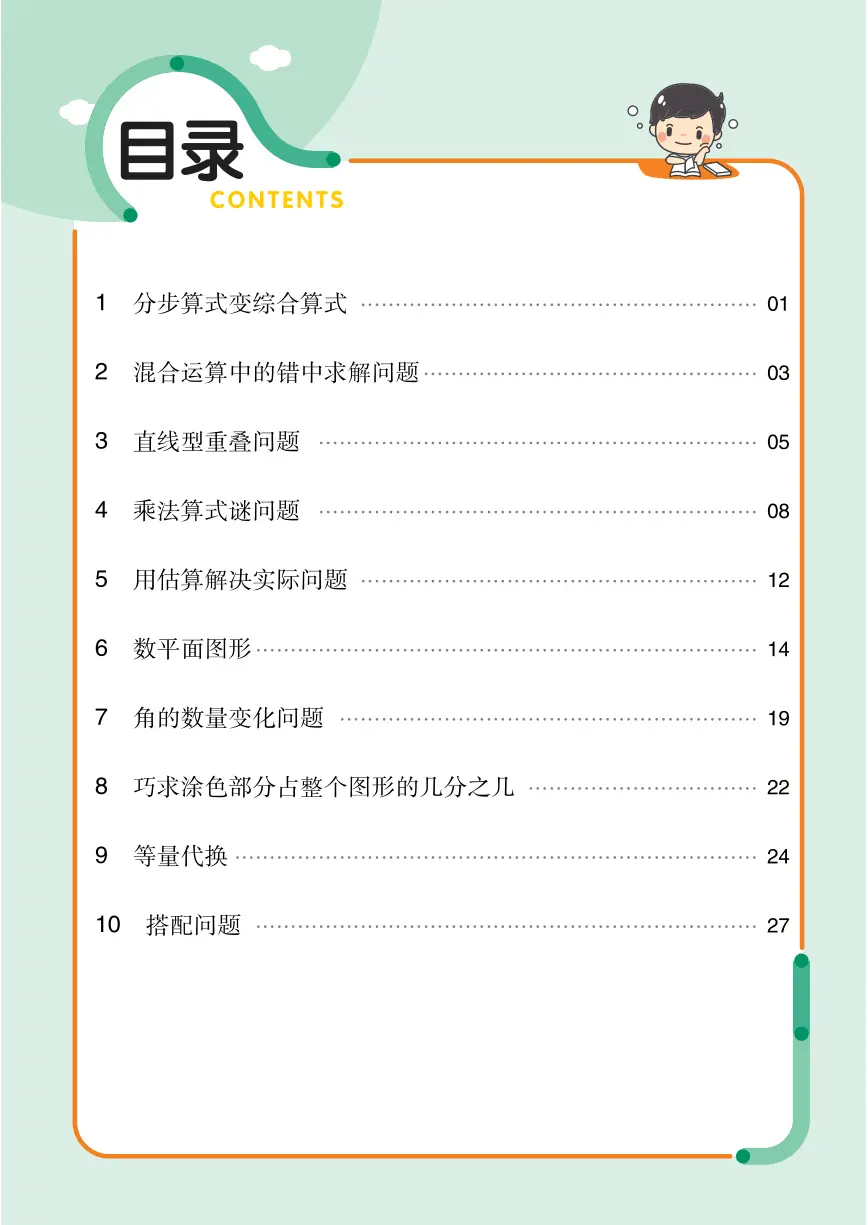 目录
CONTENTS
1 分步算式变综合算式 ………………………………………………… 01
2 混合运算中的错中求解问题 ………………………………………… 03
3 直线型重叠问题 ……………………………………………………… 05
4 乘法算式谜问题 ……………………………………………………… 08
5 用估算解决实际问题 ………………………………………………… 12
6 数平面图形 …………………………………………………………… 14
7 角的数量变化问题 …………………………………………………… 19
8 巧求涂色部分占整个图形的几分之几 …………………………… 22
9 等量代换 ……………………………………………………………… 24
10 搭配问题 ……………………………………………………………… 27